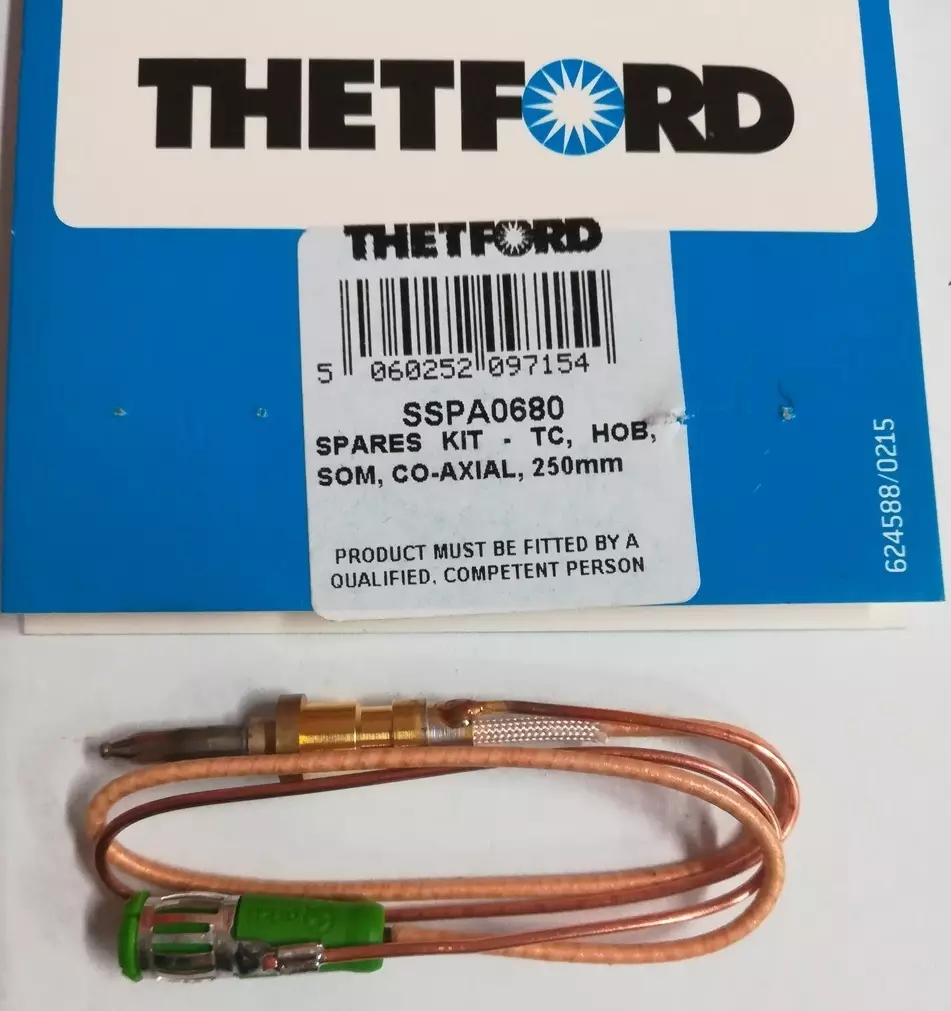 THETFORD
THETFORD
5 060252 097154
SSPA0680
SPARES KIT - TC, HOB,
SOM, CO-AXIAL, 250mm
PRODUCT MUST BE FITTED BY A
QUALIFIED, COMPETENT PERSON
624588/0215